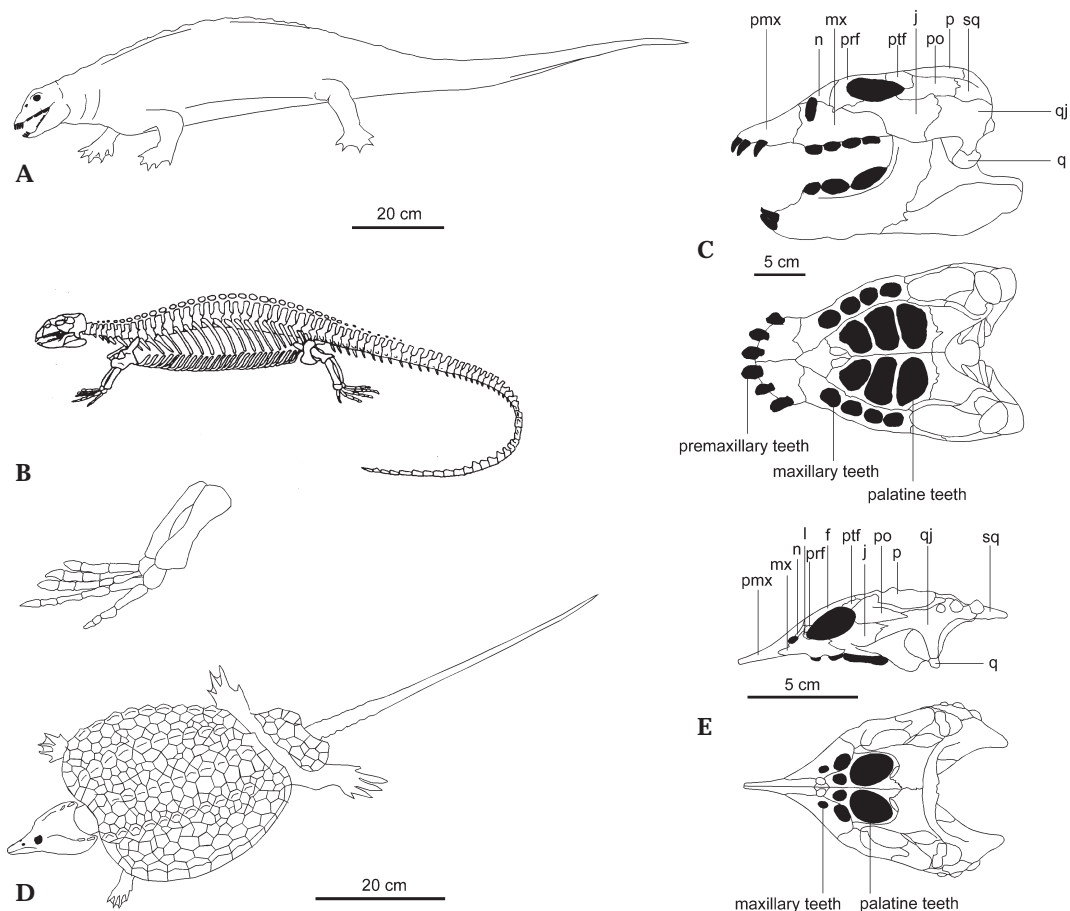 A
20 cm
B
D
20 cm
pmx
n
mx
prf
j
ptf
po
p
sq
qj
q
C
5 cm
premaxillary teeth
maxillary teeth
palatine teeth
pmx
mx
n
l
prf
f
ptf
j
po
p
qj
sq
q
5 cm
E
maxillary teeth
palatine teeth